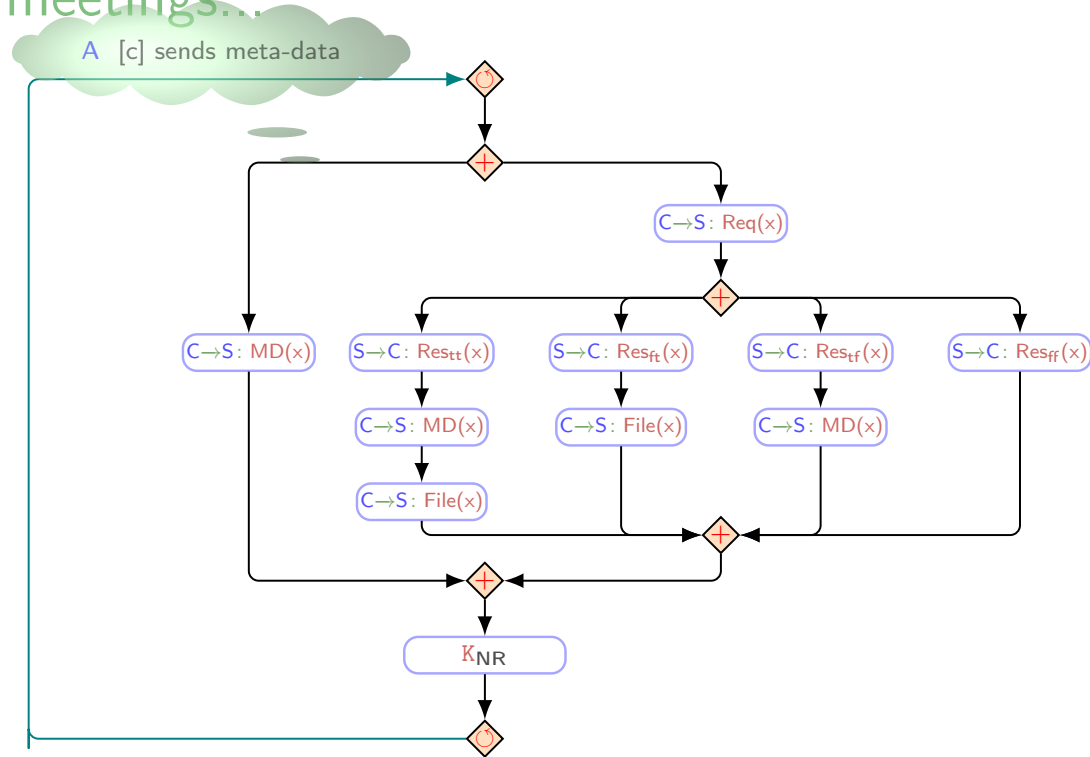 meetings...
A [c] sends meta-data
+
C→S: Req(x)
+
C→S: MD(x) S→C: Res_tt(x) S→C: Res_ft(x) S→C: Res_tf(x) S→C: Res_ff(x)
C→S: MD(x) C→S: File(x) C→S: MD(x)
C→S: File(x)
+
+
K_NR